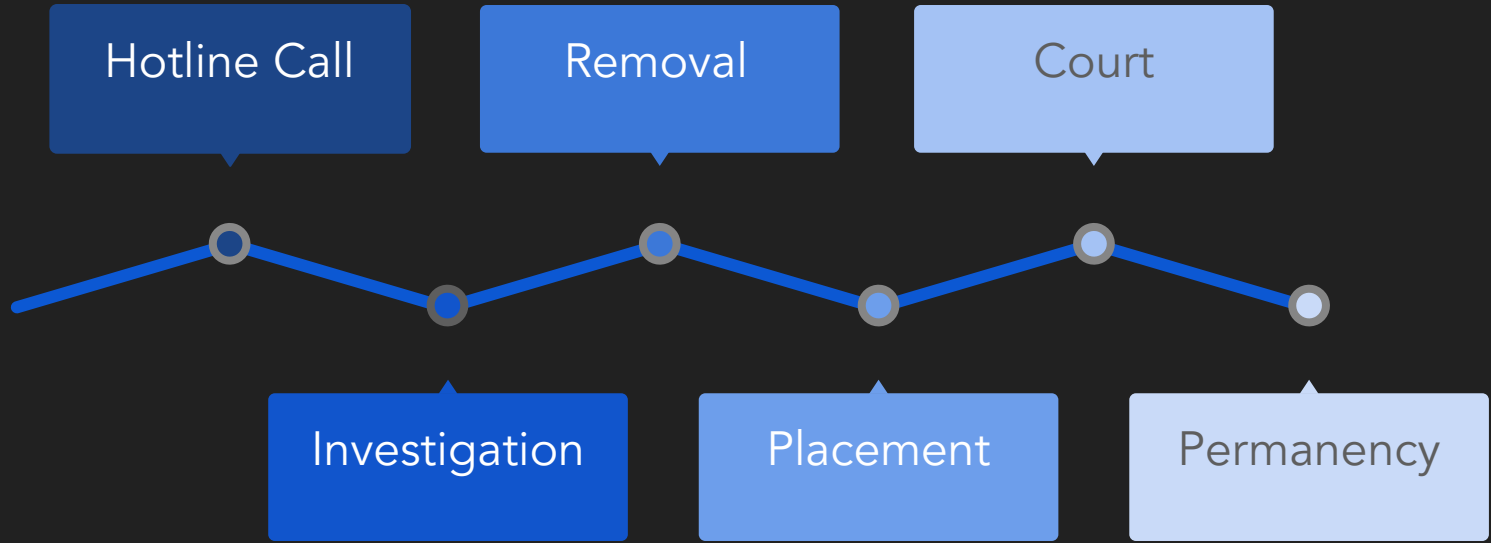 Hotline Call
Investigation
Removal
Placement
Court
Permanency